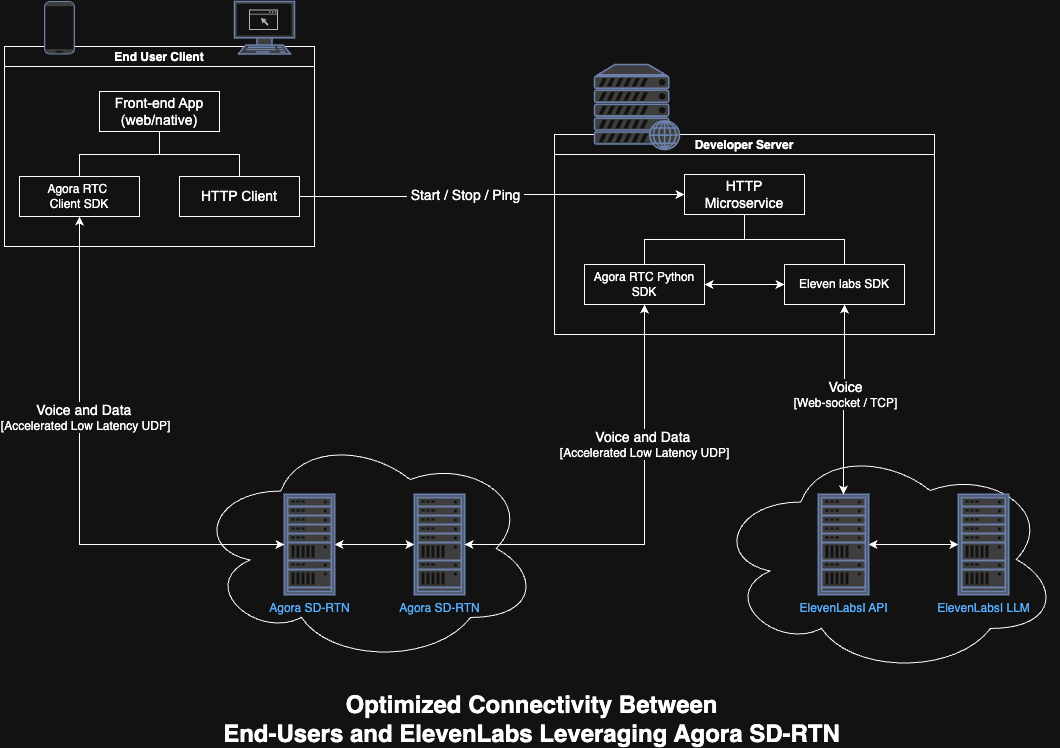 End User Client
Front-end App
(web/native)
Agora RTC
Client SDK
HTTP Client
Start / Stop / Ping
Developer Server
HTTP
Microservice
Agora RTC Python
SDK
Eleven labs SDK
Voice and Data
[Accelerated Low Latency UDP]
Voice and Data
[Accelerated Low Latency UDP]
Voice
[Web-socket / TCP]
Agora SD-RTN
Agora SD-RTN
ElevenLabsI API
ElevenLabsI LLM
Optimized Connectivity Between
End-Users and ElevenLabs Leveraging Agora SD-RTN